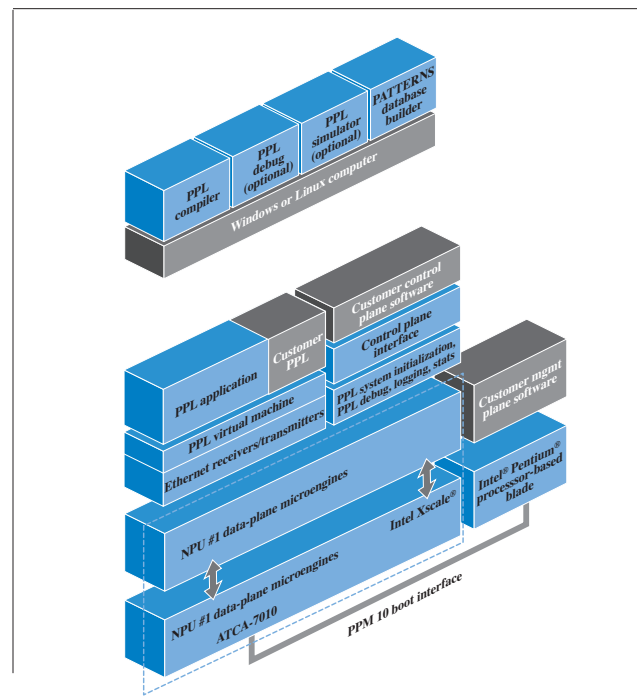 PPL
compiler
PPL
debug
(optional)
PPL
simulator
(optional)
PATTERNS
database
builder
Windows or Linux computer
PPL application
Customer
PPL
Customer control
plane software
Control plane
interface
PPL system initialization,
PPL debug, logging, stats
PPL virtual machine
Ethernet receivers/transmitters
Customer mgmt
plane software
Intel® Pentium®
processsor-based
blade
NPU #1 data-plane microengines
Intel Xscale®
NPU #1 data-plane microengines
ATCA-7010
PPM 10 boot interface